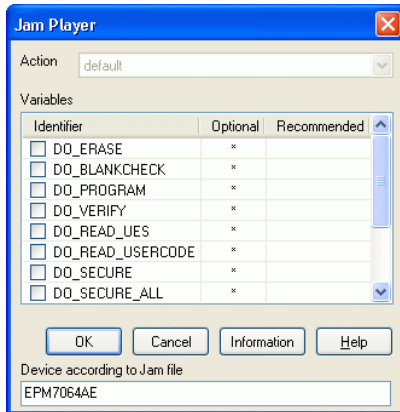 Jam Player
Action default
Variables
Identifier Optional Recommended
DO_ERASE *
DO_BLANKCHECK *
DO_PROGRAM *
DO_VERIFY *
DO_READ_UES *
DO_READ_USERCODE *
DO_SECURE *
DO_SECURE_ALL *
OK Cancel Information Help
Device according to Jam file
EPM7064AE